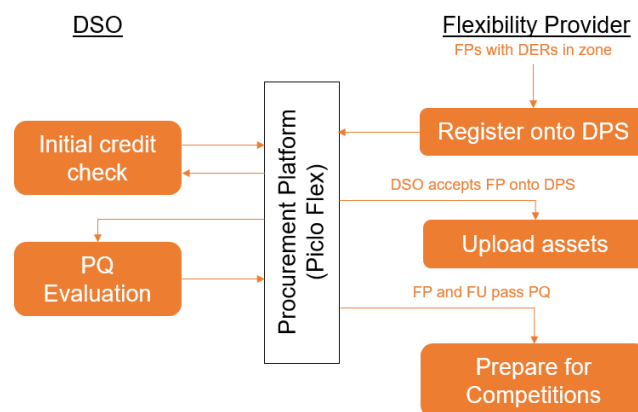 DSO
Flexibility Provider
FPs with DERs in zone
Initial credit
check
Procurement Platform
(Piclo Flex)
Register onto DPS
DSO accepts FP onto DPS
Upload assets
PQ
Evaluation
FP and FU pass PQ
Prepare for
Competitions